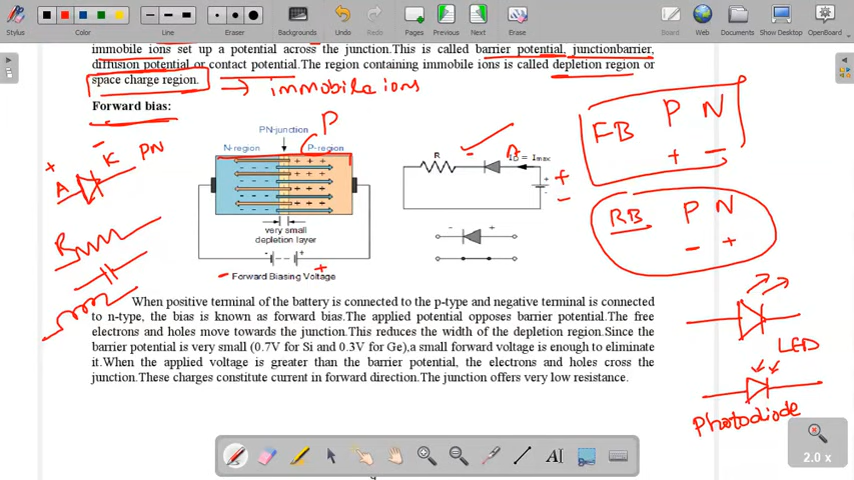 Stylus
Color
Line
Eraser
Backgrounds
Undo
Pages
Previous
Next
Erase
Board
Web
Documents
Show Desktop
OpenBoard
immobile ions set up a potential across the junction.This is called barrier potential, junctionbarrier,
diffusion potential or contact potential.The region containing immobile ions is called depletion region or
space charge region.
→ immobile ions
Forward bias:
PN-junction
N-region
P-region
P
very small
depletion layer
- +
Forward Biasing Voltage
- +
R
- A
= Imax
+
-
- +
+ - PN
A K
R
FB P N
+ -
RB P N
- +
LED
Photodiode
When positive terminal of the battery is connected to the p-type and negative terminal is connected
to n-type, the bias is known as forward bias.The applied potential opposes barrier potential.The free
electrons and holes move towards the junction.This reduces the width of the depletion region.Since the
barrier potential is very small (0.7V for Si and 0.3V for Ge),a small forward voltage is enough to eliminate
it.When the applied voltage is greater than the barrier potential, the electrons and holes cross the
junction.These charges constitute current in forward direction.The junction offers very low resistance.
2.0 x